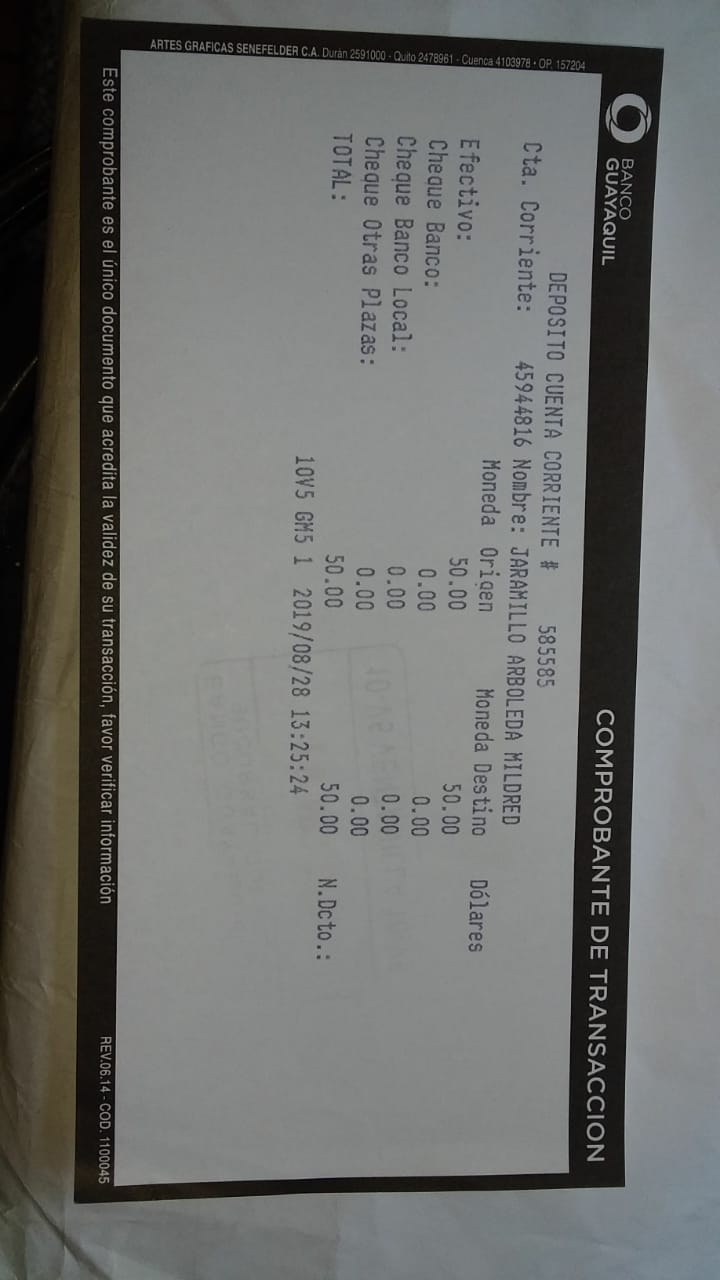 ARTES GRAFICAS SENEFELDER C.A. Durán 2591000 - Quito 2478961 - Cuenca 4103978 • OP. 157204
BANCO
GUAYAQUIL
COMPROBANTE DE TRANSACCION
DEPOSITO CUENTA CORRIENTE # 585585
Cta. Corriente: 45944816 Nombre: JARAMILLO ARBOLEDA MILDRED
Moneda Origen Moneda Destino Dólares
Efectivo: 50.00 50.00
Cheque Banco: 0.00 0.00
Cheque Banco Local: 0.00 0.00
Cheque Otras Plazas: 0.00 0.00
TOTAL: 50.00 50.00 N.Dcto.:
10V5 GM5 1 2019/08/28 13:25:24
Este comprobante es el único documento que acredita la validez de su transacción, favor verificar información
REV.06.14 - COD. 1100045